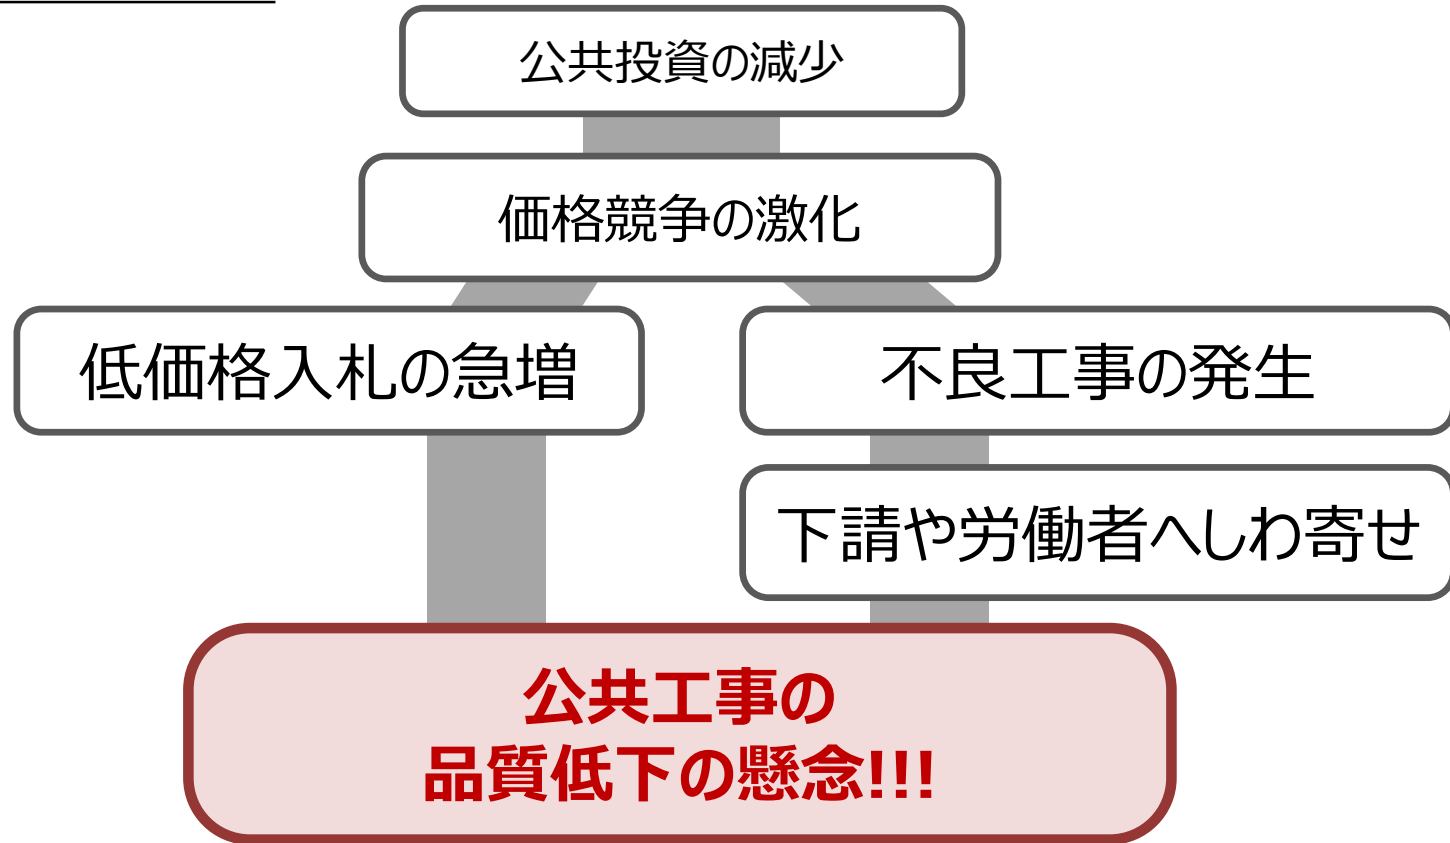 公共投資の減少
価格競争の激化
低価格入札の急増
不良工事の発生
下請や労働者へしわ寄せ
公共工事の
品質低下の懸念!!!